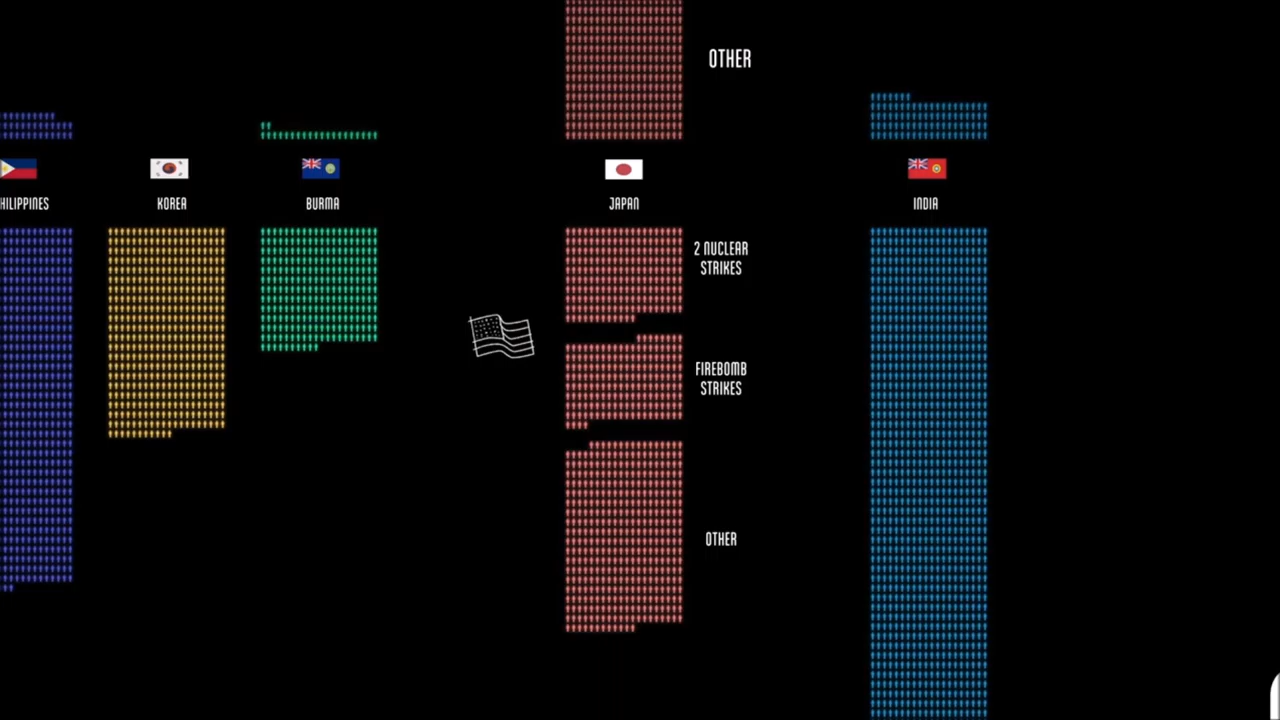 OTHER
HILIPPINES
KOREA
BURMA
JAPAN
INDIA
2 NUCLEAR
STRIKES
FIREBOMB
STRIKES
OTHER